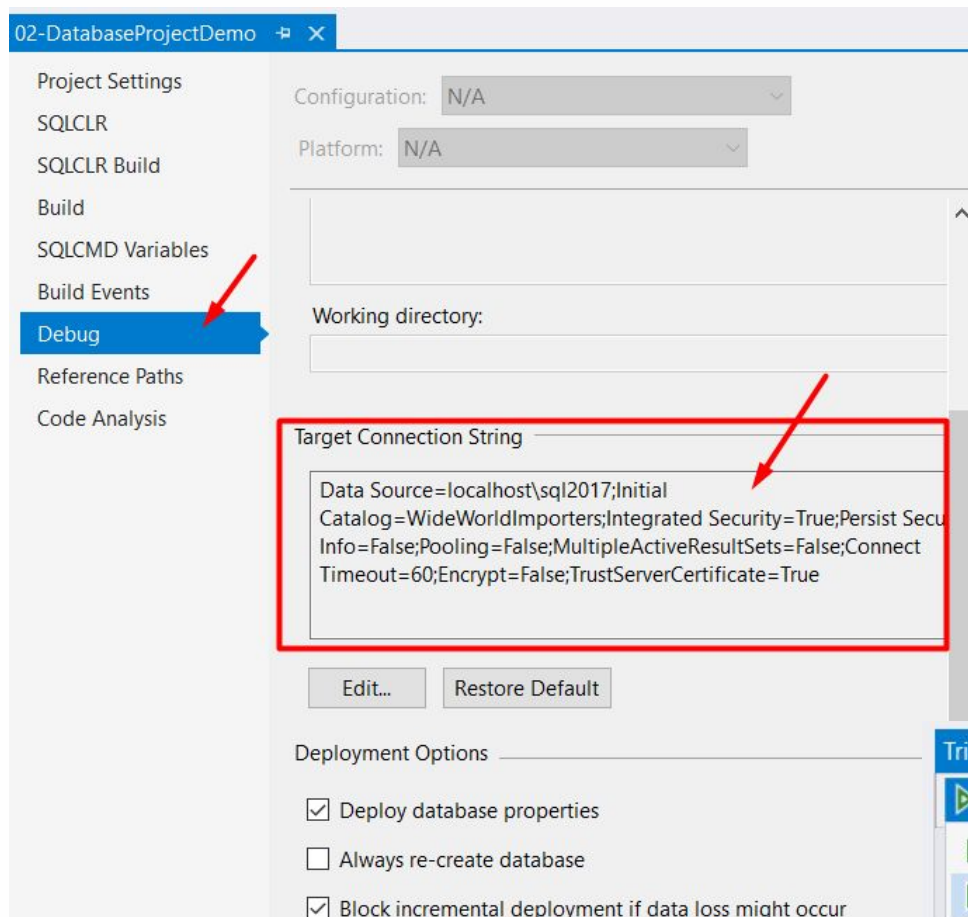 02-DatabaseProjectDemo
Project Settings
SQLCLR
SQLCLR Build
Build
SQLCMD Variables
Build Events
Debug
Reference Paths
Code Analysis
Configuration: N/A
Platform: N/A
Working directory:
Target Connection String
Data Source=localhost\sql2017;Initial
Catalog=WideWorldImporters;Integrated Security=True;Persist Secu
Info=False;Pooling=False;MultipleActiveResultSets=False;Connect
Timeout=60;Encrypt=False;TrustServerCertificate=True
Edit... Restore Default
Deployment Options
Deploy database properties
Always re-create database
Block incremental deployment if data loss might occur
Tri